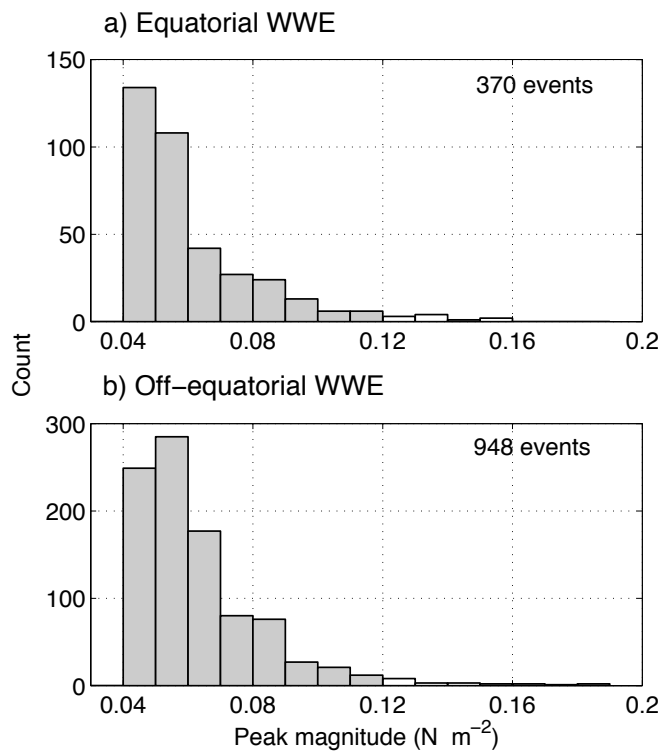 a) Equatorial WWE
150
370 events
100
50
0
0.04 0.08 0.12 0.16 0.2
Count
b) Off−equatorial WWE
300
948 events
200
100
0
0.04 0.08 0.12 0.16 0.2
Peak magnitude (N m−2)